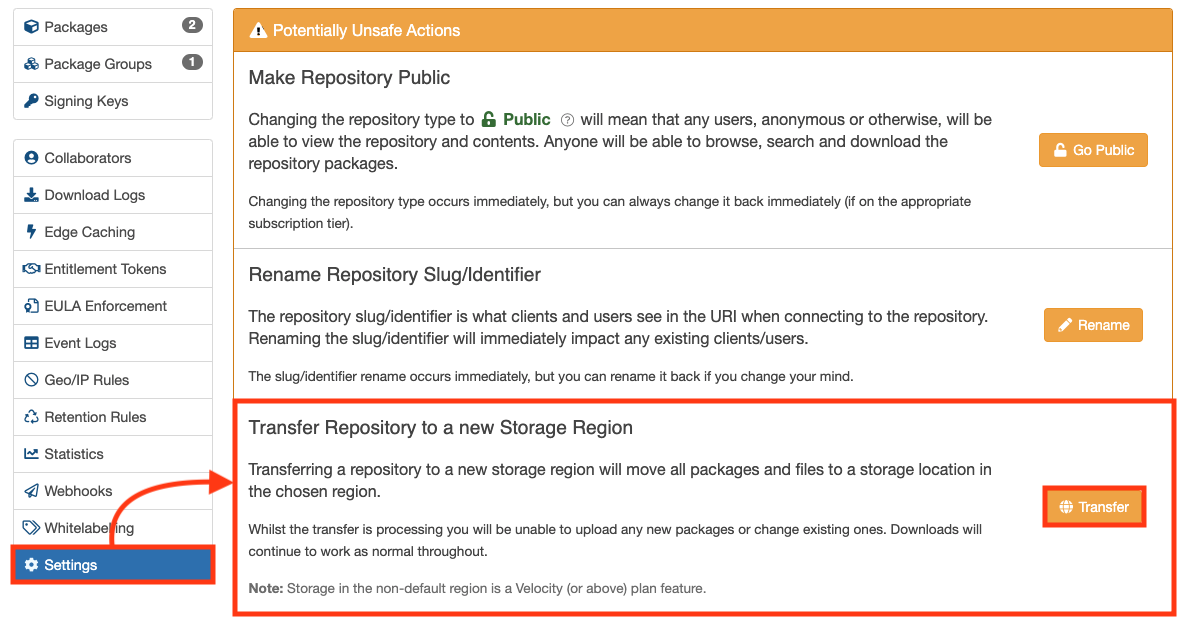 Packages 2
Package Groups 1
Signing Keys
Collaborators
Download Logs
Edge Caching
Entitlement Tokens
EULA Enforcement
Event Logs
Geo/IP Rules
Retention Rules
Statistics
Webhooks
Whitelabelling
Settings
Potentially Unsafe Actions
Make Repository Public
Changing the repository type to Public ? will mean that any users, anonymous or otherwise, will be
able to view the repository and contents. Anyone will be able to browse, search and download the
repository packages.
Go Public
Changing the repository type occurs immediately, but you can always change it back immediately (if on the appropriate
subscription tier).
Rename Repository Slug/Identifier
The repository slug/identifier is what clients and users see in the URI when connecting to the repository.
Renaming the slug/identifier will immediately impact any existing clients/users.
Rename
The slug/identifier rename occurs immediately, but you can rename it back if you change your mind.
Transfer Repository to a new Storage Region
Transferring a repository to a new storage region will move all packages and files to a storage location in
the chosen region.
Transfer
Whilst the transfer is processing you will be unable to upload any new packages or change existing ones. Downloads will
continue to work as normal throughout.
Note: Storage in the non-default region is a Velocity (or above) plan feature.